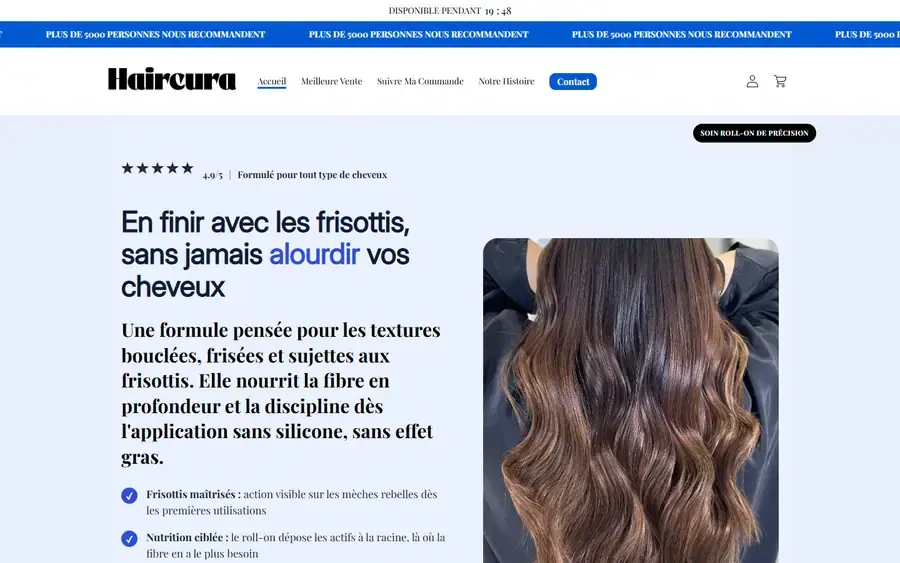 DISPONIBLE PENDANT 19 : 48
PLUS DE 5000 PERSONNES NOUS RECOMMANDENT PLUS DE 5000 PERSONNES NOUS RECOMMANDENT PLUS DE 5000 PERSONNES NOUS RECOMMANDENT PLUS DE 5000
Haircura Accueil Meilleure Vente Suivre Ma Commande Notre Histoire Contact
SOIN ROLL-ON DE PRÉCISION
★★★★★ 4.9/5 | Formulé pour tout type de cheveux
En finir avec les frisottis,
sans jamais alourdir vos
cheveux
Une formule pensée pour les textures
bouclées, frisées et sujettes aux
frisottis. Elle nourrit la fibre en
profondeur et la discipline dès
l'application sans silicone, sans effet
gras.
Frisottis maîtrisés : action visible sur les mèches rebelles dès
les premières utilisations
Nutrition ciblée : le roll-on dépose les actifs à la racine, là où la
fibre en a le plus besoin